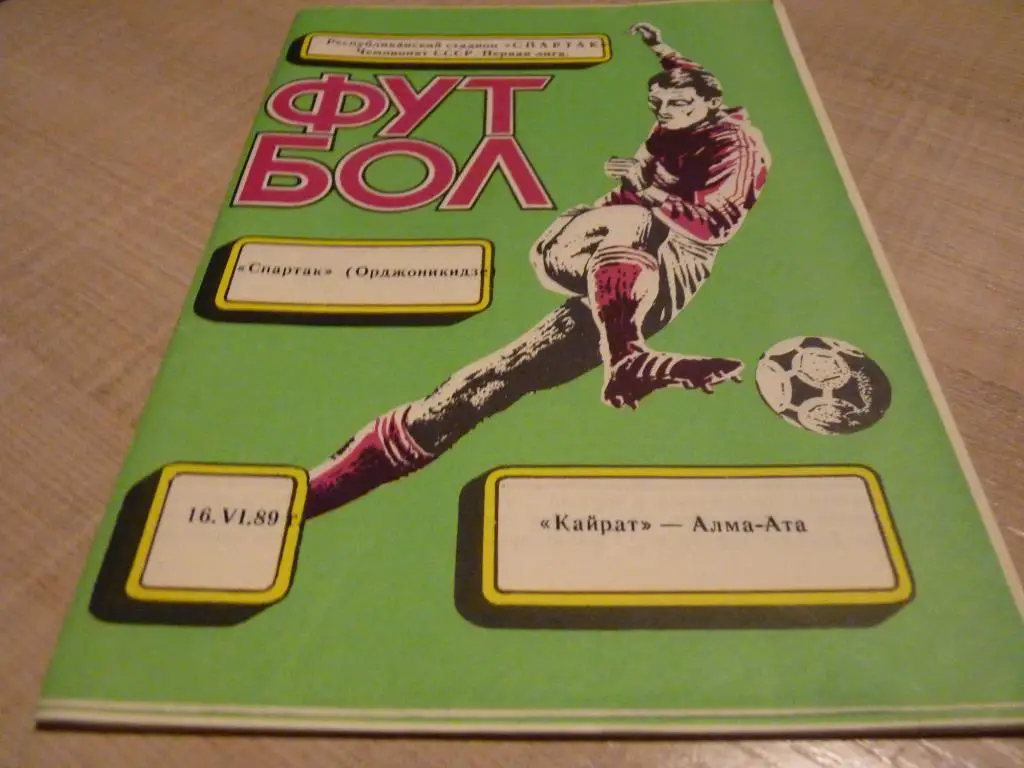 Республиканский стадион «СПАРТАК
Чемпионат СССР. Первая лига.
ФУТ
БОЛ
«Спартак» (Орджоникидзе)
16. VI.89 г.
«Кайрат» — Алма-Ата